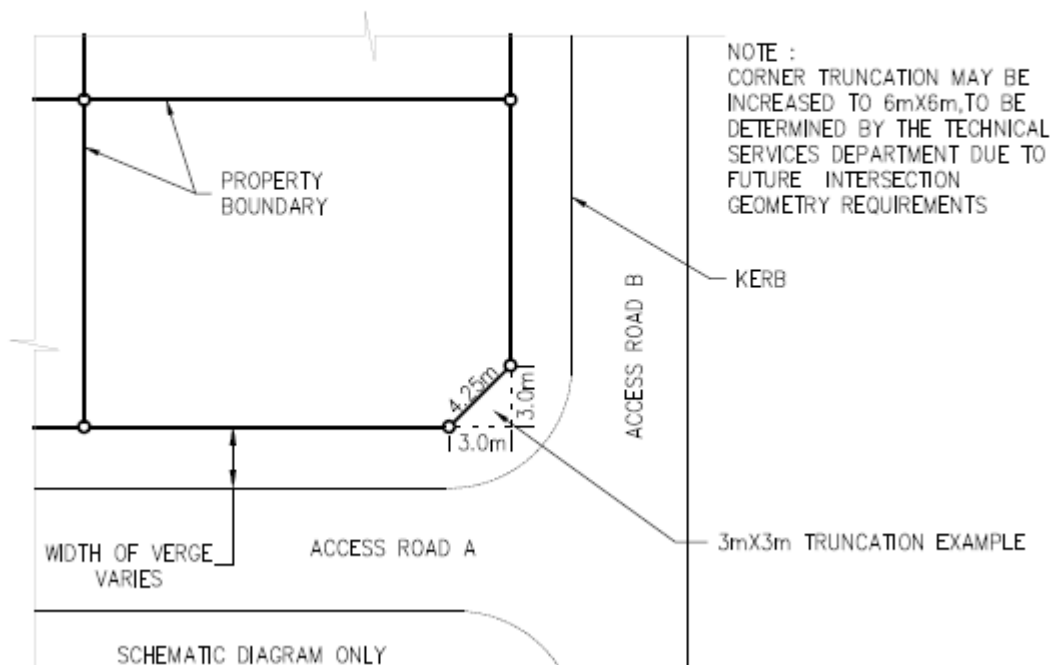 NOTE :
CORNER TRUNCATION MAY BE
INCREASED TO 6mX6m,TO BE
DETERMINED BY THE TECHNICAL
SERVICES DEPARTMENT DUE TO
FUTURE INTERSECTION
GEOMETRY REQUIREMENTS
PROPERTY
BOUNDARY
KERB
ACCESS ROAD B
4.25m
3.0m
3.0m
3mX3m TRUNCATION EXAMPLE
WIDTH OF VERGE
VARIES
ACCESS ROAD A
SCHEMATIC DIAGRAM ONLY